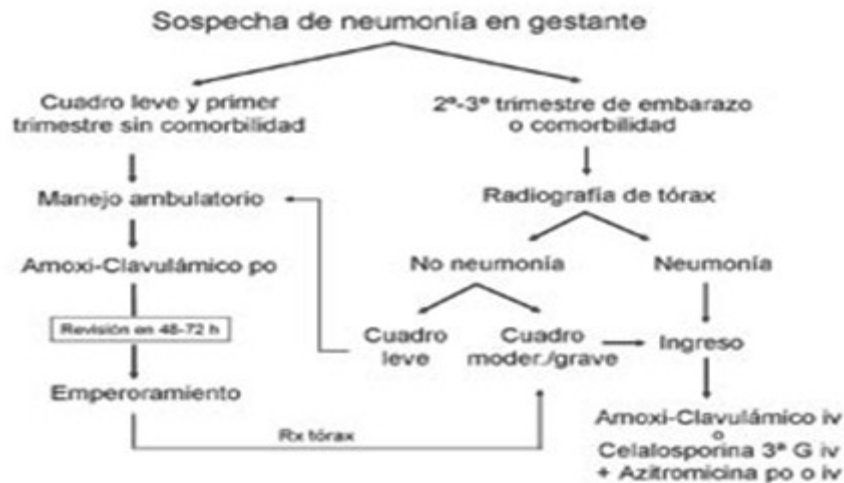 Sospecha de neumonía en gestante
Cuadro leve y primer
trimestre sin comorbilidad
2ª-3º trimestre de embarazo
o comorbilidad
Manejo ambulatorio
Radiografía de tórax
Amoxi-Clavulámico po
No neumonía
Neumonía
Revisión en 48-72 h
Cuadro
leve
Cuadro
moder./grave
Ingreso
Emperoramiento
Rx tórax
Amoxi-Clavulámico iv
o
Celalosporina 3ª G iv
+ Azitromicina po o iv